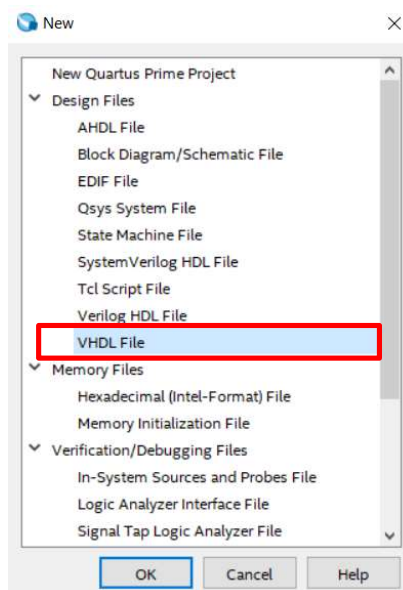 New
New Quartus Prime Project
Design Files
AHDL File
Block Diagram/Schematic File
EDIF File
Qsys System File
State Machine File
SystemVerilog HDL File
Tcl Script File
Verilog HDL File
VHDL File
Memory Files
Hexadecimal (Intel-Format) File
Memory Initialization File
Verification/Debugging Files
In-System Sources and Probes File
Logic Analyzer Interface File
Signal Tap Logic Analyzer File
OK Cancel Help